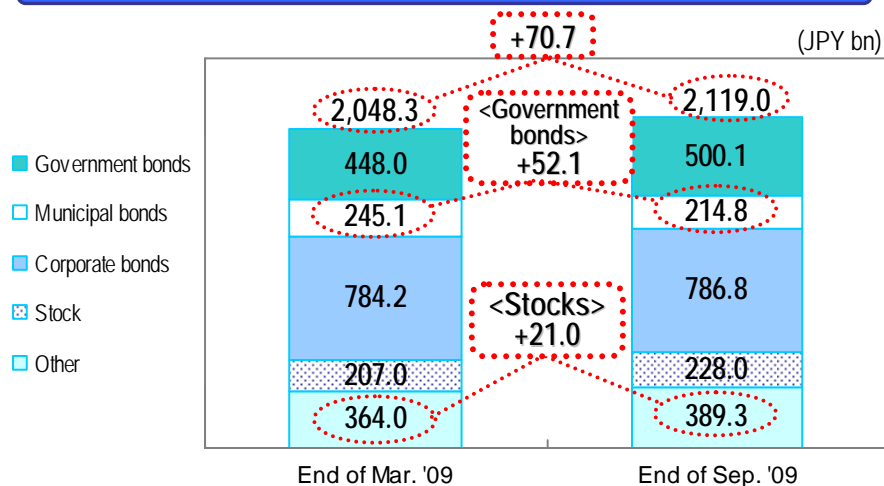 +70.7
(JPY bn)
2,048.3
2,119.0
<Government
bonds>
+52.1
Government bonds
448.0
500.1
Municipal bonds
245.1
214.8
Corporate bonds
784.2
786.8
<Stocks>
+21.0
Stock
207.0
228.0
Other
364.0
389.3
End of Mar. '09
End of Sep. '09